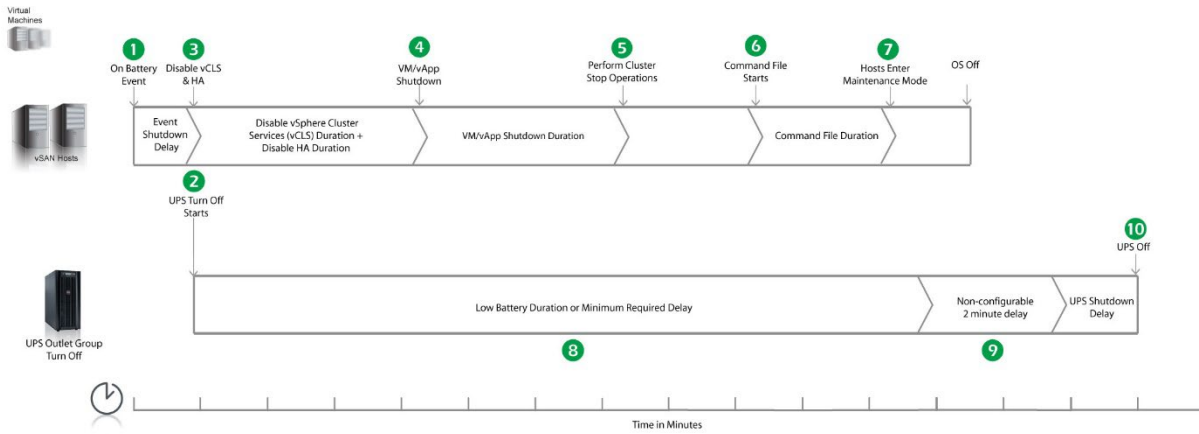 Virtual
Machines
1
On Battery
Event
3
Disable vCLS
& HA
4
VM/vApp
Shutdown
5
Perform Cluster
Stop Operations
6
Command File
Starts
7
Hosts Enter
Maintenance Mode
OS Off
vSAN Hosts
Event
Shutdown
Delay
Disable vSphere Cluster
Services (vCLS) Duration +
Disable HA Duration
VM/vApp Shutdown Duration
Command File Duration
2
UPS Turn Off
Starts
10
UPS Off
UPS Outlet Group
Turn Off
Low Battery Duration or Minimum Required Delay
Non-configurable
2 minute delay
UPS Shutdown
Delay
8
9
Time in Minutes